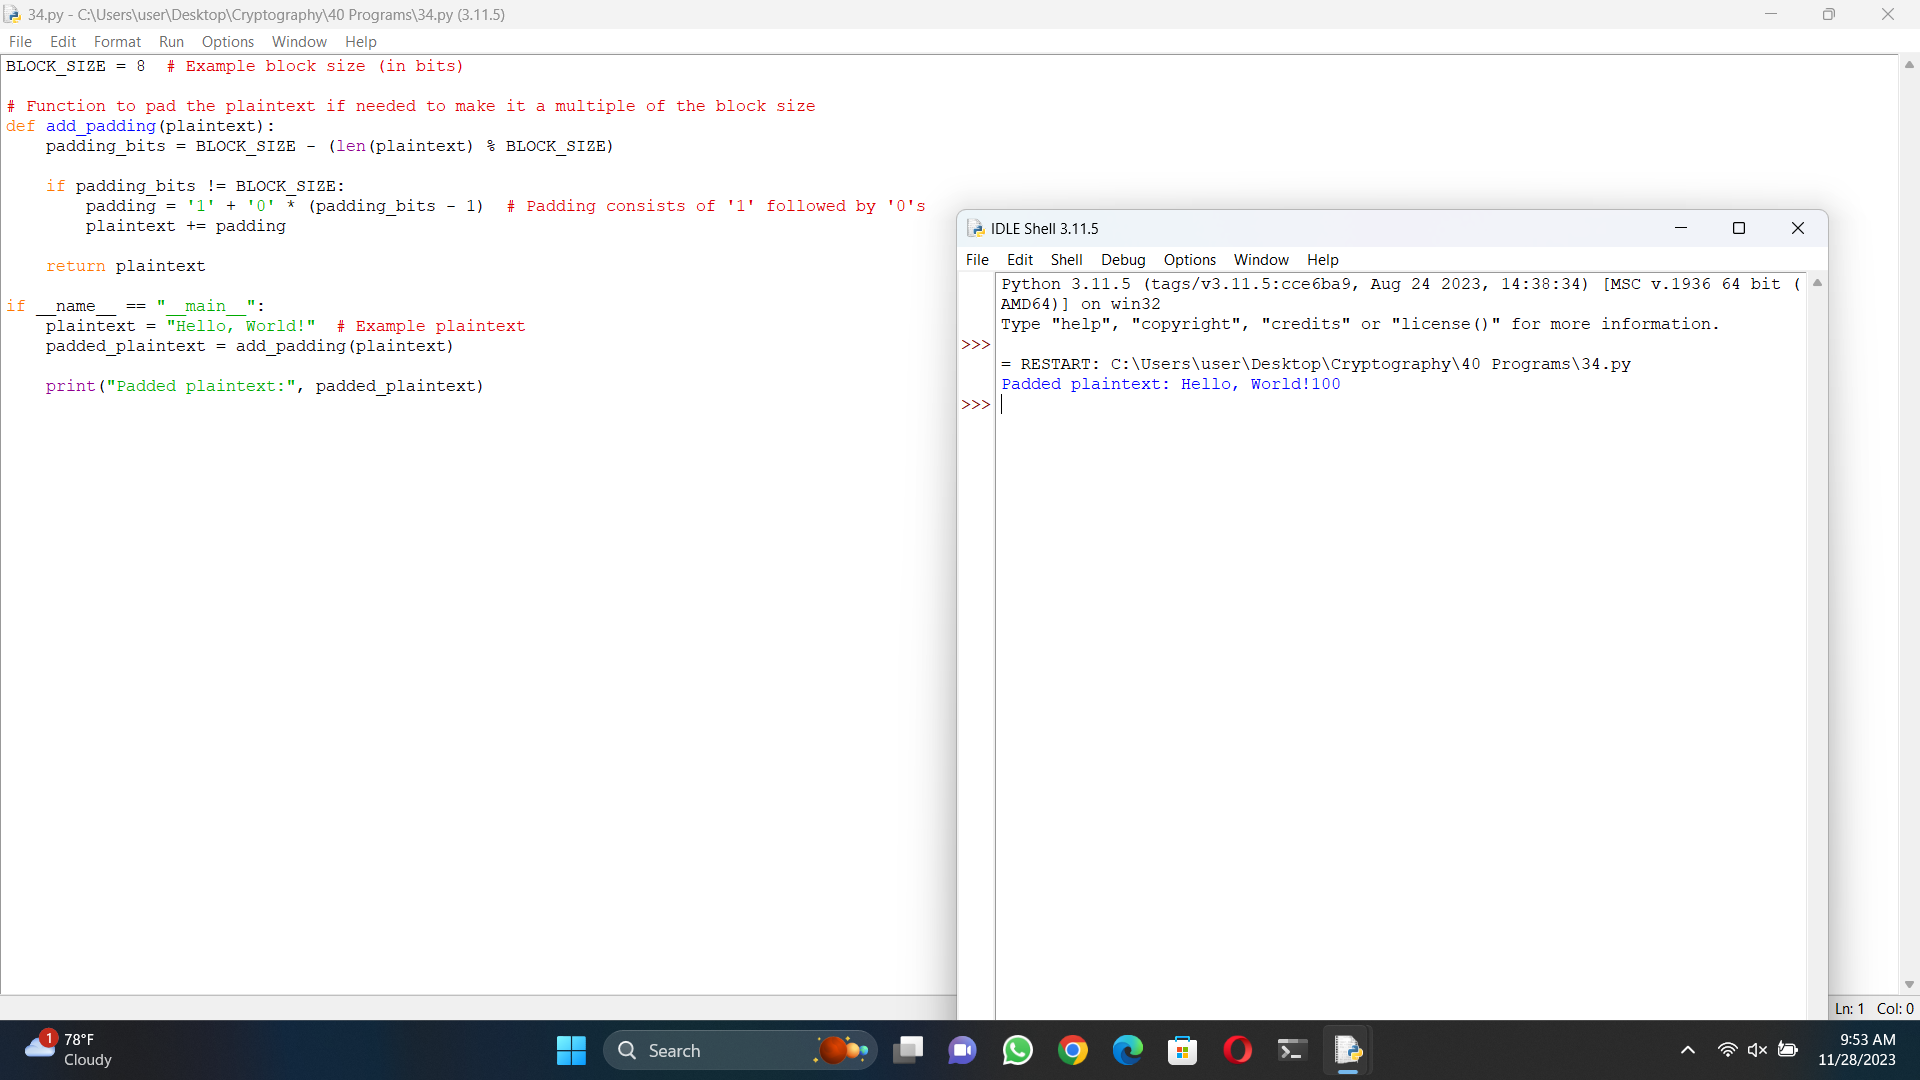 34.py - C:\Users\user\Desktop\Cryptography\40 Programs\34.py (3.11.5)
File Edit Format Run Options Window Help
BLOCK_SIZE = 8  # Example block size (in bits)
# Function to pad the plaintext if needed to make it a multiple of the block size
def add_padding(plaintext):
    padding_bits = BLOCK_SIZE - (len(plaintext) % BLOCK_SIZE)
    if padding_bits != BLOCK_SIZE:
        padding = '1' + '0' * (padding_bits - 1)  # Padding consists of '1' followed by '0's
        plaintext += padding
    return plaintext
if __name__ == "__main__":
    plaintext = "Hello, World!"  # Example plaintext
    padded_plaintext = add_padding(plaintext)
    print("Padded plaintext:", padded_plaintext)
IDLE Shell 3.11.5
File Edit Shell Debug Options Window Help
Python 3.11.5 (tags/v3.11.5:cce6ba9, Aug 24 2023, 14:38:34) [MSC v.1936 64 bit (
AMD64)] on win32
Type "help", "copyright", "credits" or "license()" for more information.
>>>
= RESTART: C:\Users\user\Desktop\Cryptography\40 Programs\34.py
Padded plaintext: Hello, World!100
>>>
Ln: 1 Col: 0
1
78°F
Cloudy
Search
9:53 AM
11/28/2023